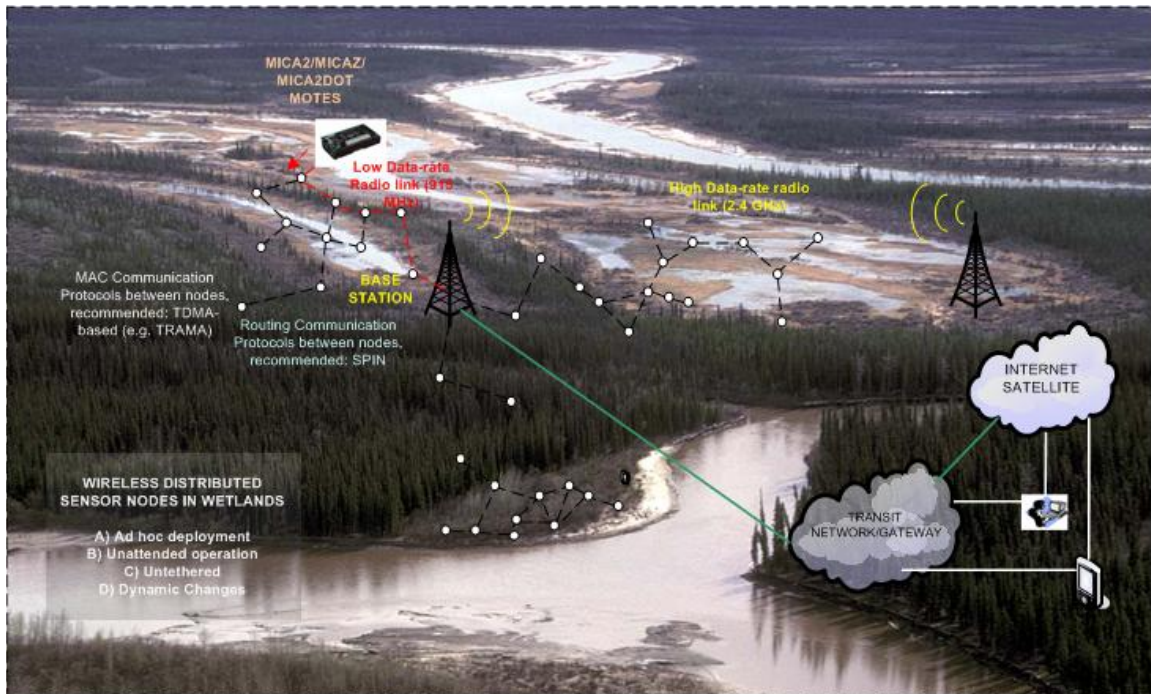 MICA2/MICAZ/
MICA2DOT
MOTES
Low Data-rate
Radio link (915
MHz)
High Data-rate radio
link (2.4 GHz)
MAC Communication
Protocols between nodes,
recommended: TDMA-
based (e.g. TRAMA)
BASE
STATION
Routing Communication
Protocols between nodes,
recommended: SPIN
INTERNET
SATELLITE
WIRELESS DISTRIBUTED
SENSOR NODES IN WETLANDS
A) Ad hoc deployment
B) Unattended operation
C) Untethered
D) Dynamic Changes
TRANSIT
NETWORK/GATEWAY